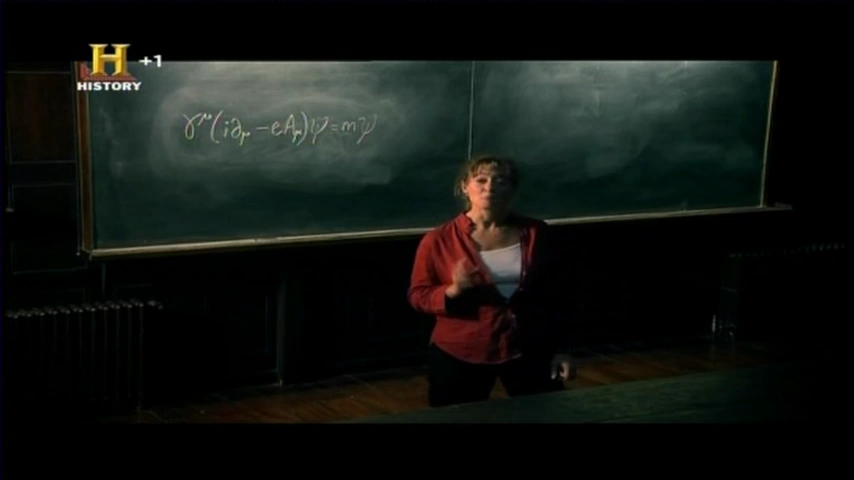 H +1
HISTORY
γ^μ(i∂_μ − eA_μ)ψ = mψ